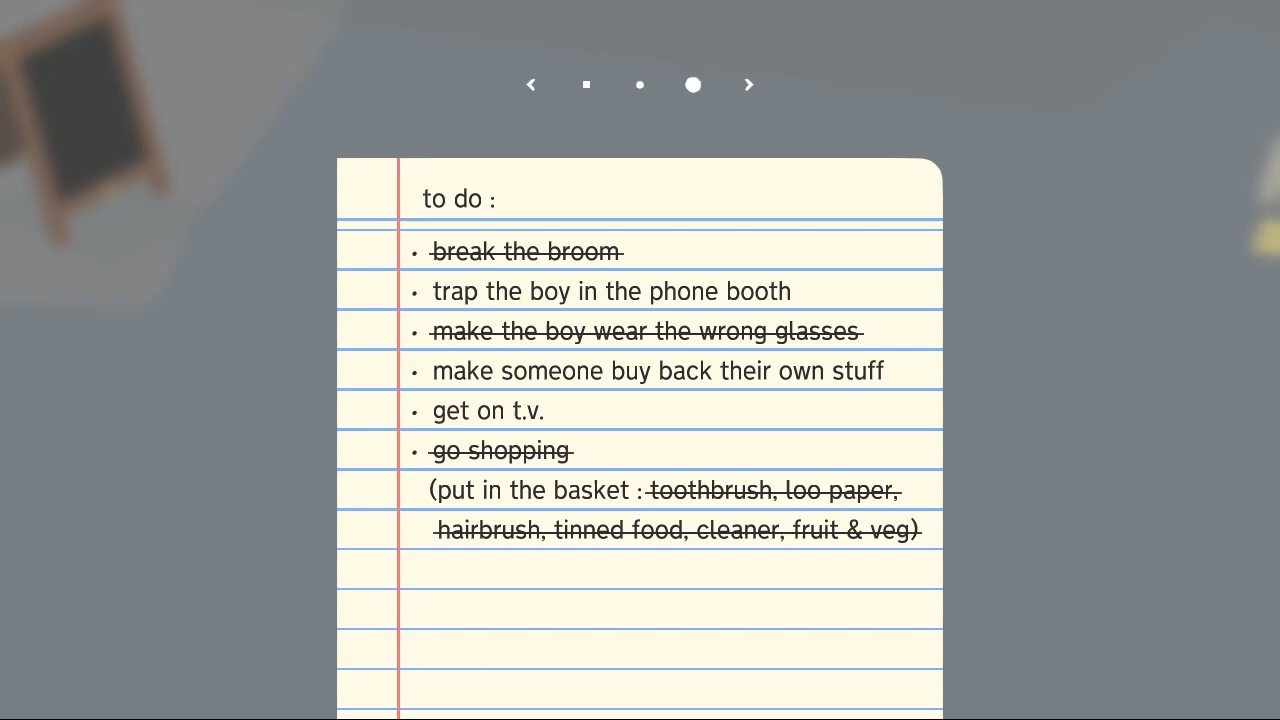 to do :
• break the broom
• trap the boy in the phone booth
• make the boy wear the wrong glasses
• make someone buy back their own stuff
• get on t.v.
• go shopping
(put in the basket : toothbrush, loo paper,
hairbrush, tinned food, cleaner, fruit & veg)